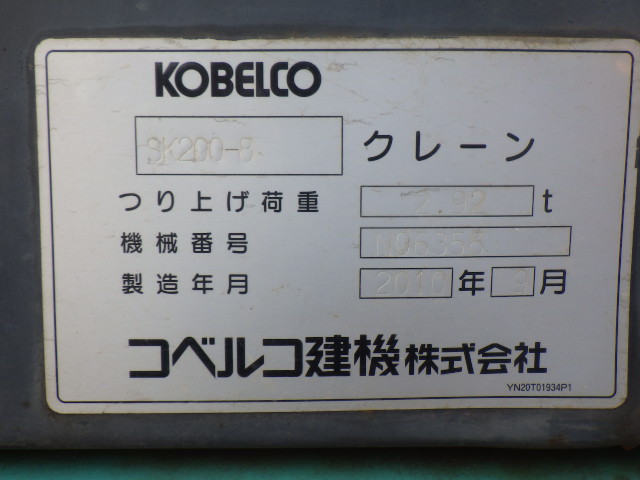 KOBELCO
SK200-8 クレーン
つり上げ荷重 2.92 t
機械番号
製造年月 2010 年 9 月
コベルコ建機株式会社
YN20T01934P1